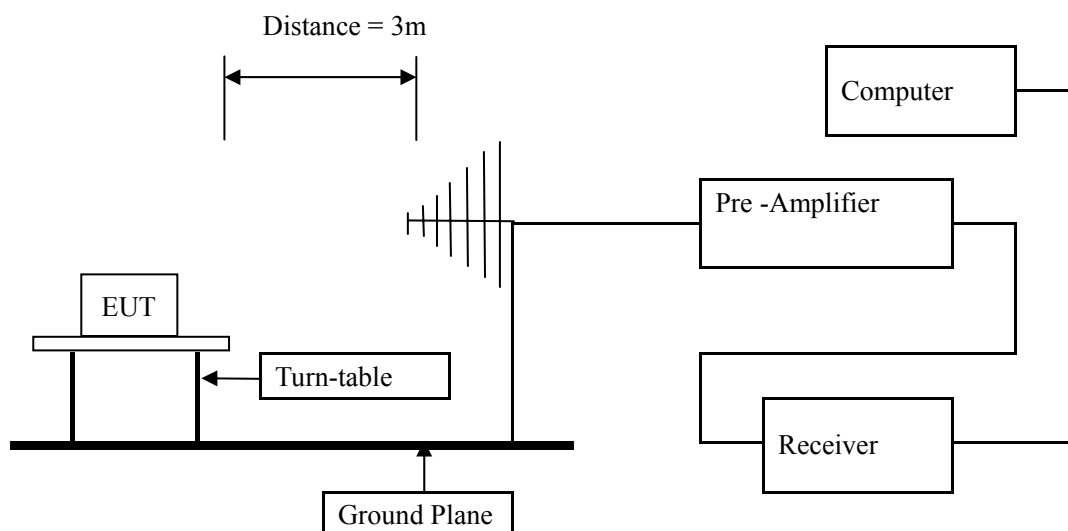 Distance = 3m
Computer
Pre -Amplifier
EUT
Turn-table
Receiver
Ground Plane